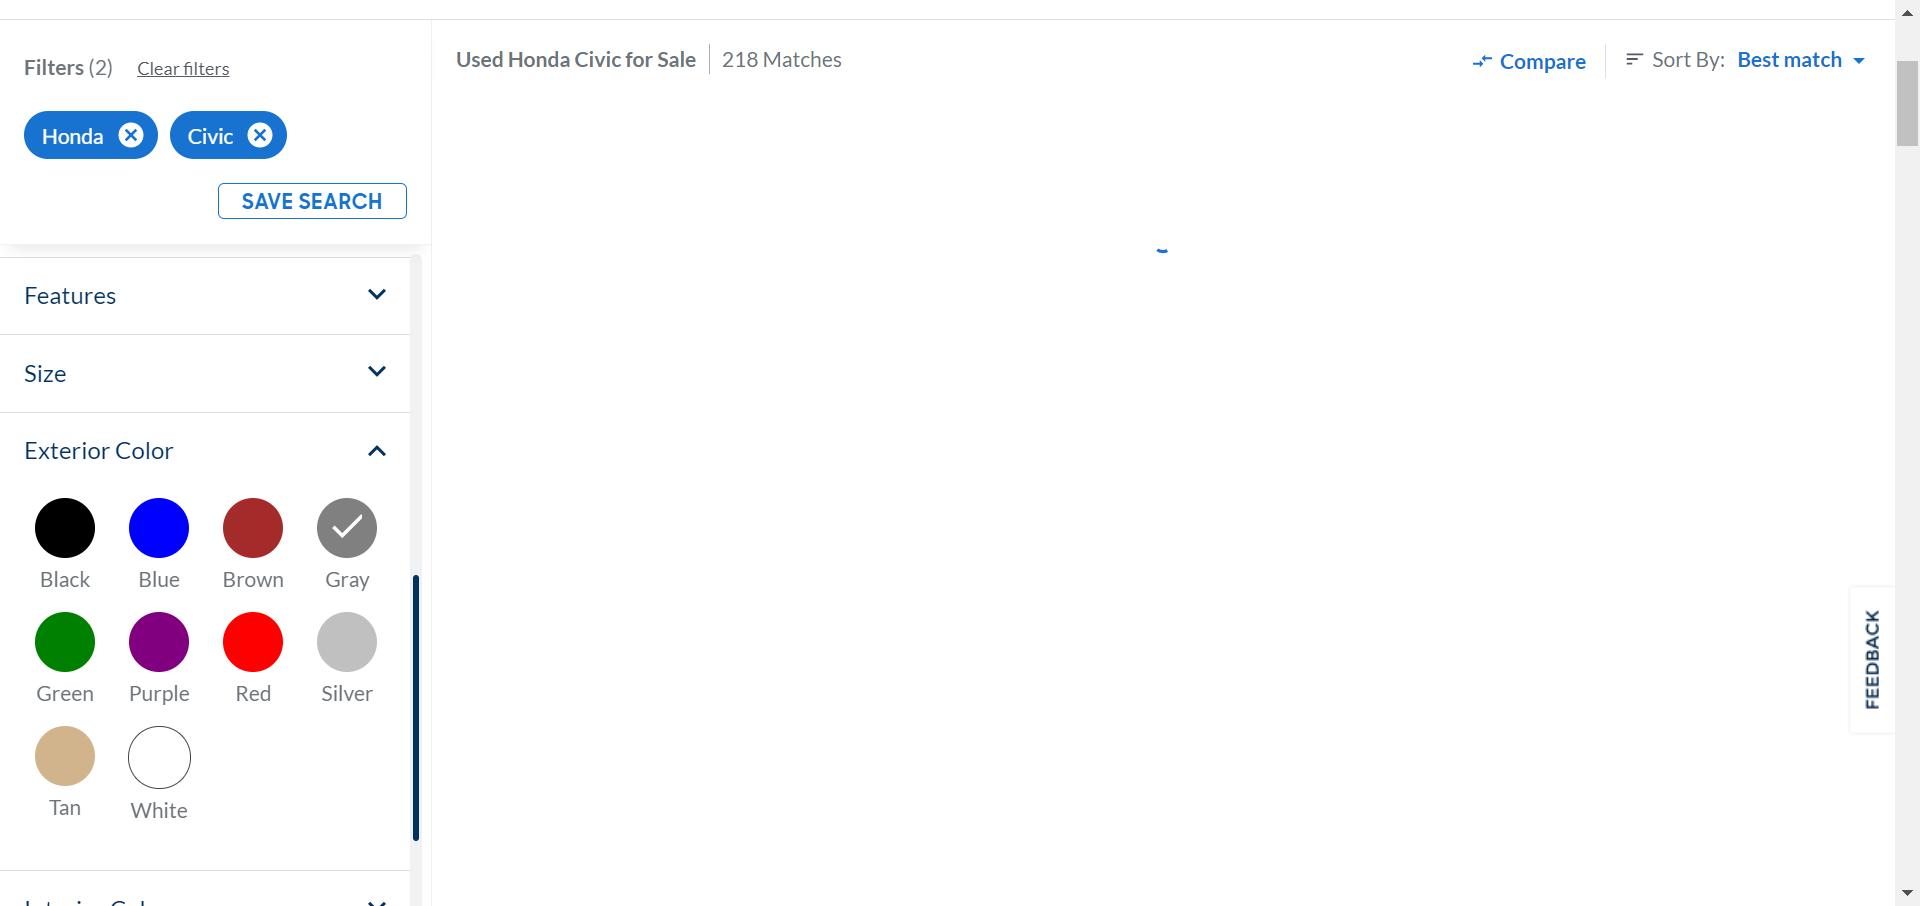 Filters (2) Clear filters
Honda Civic
SAVE SEARCH
Features
Size
Exterior Color
Black Blue Brown Gray
Green Purple Red Silver
Tan White
Used Honda Civic for Sale 218 Matches
Compare Sort By: Best match
FEEDBACK